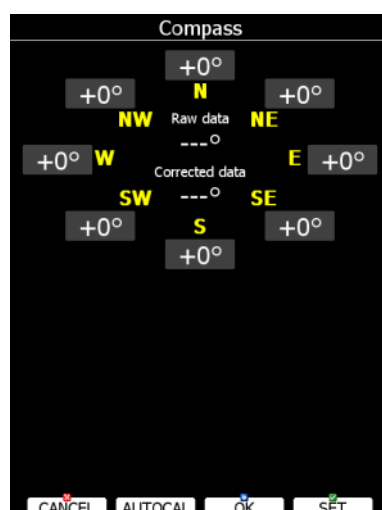 Compass
+0°
+0° N +0°
NW Raw data NE
---°
+0° W E +0°
Corrected data
SW ---° SE
+0° S +0°
+0°
CANCEL AUTOCAL OK SET